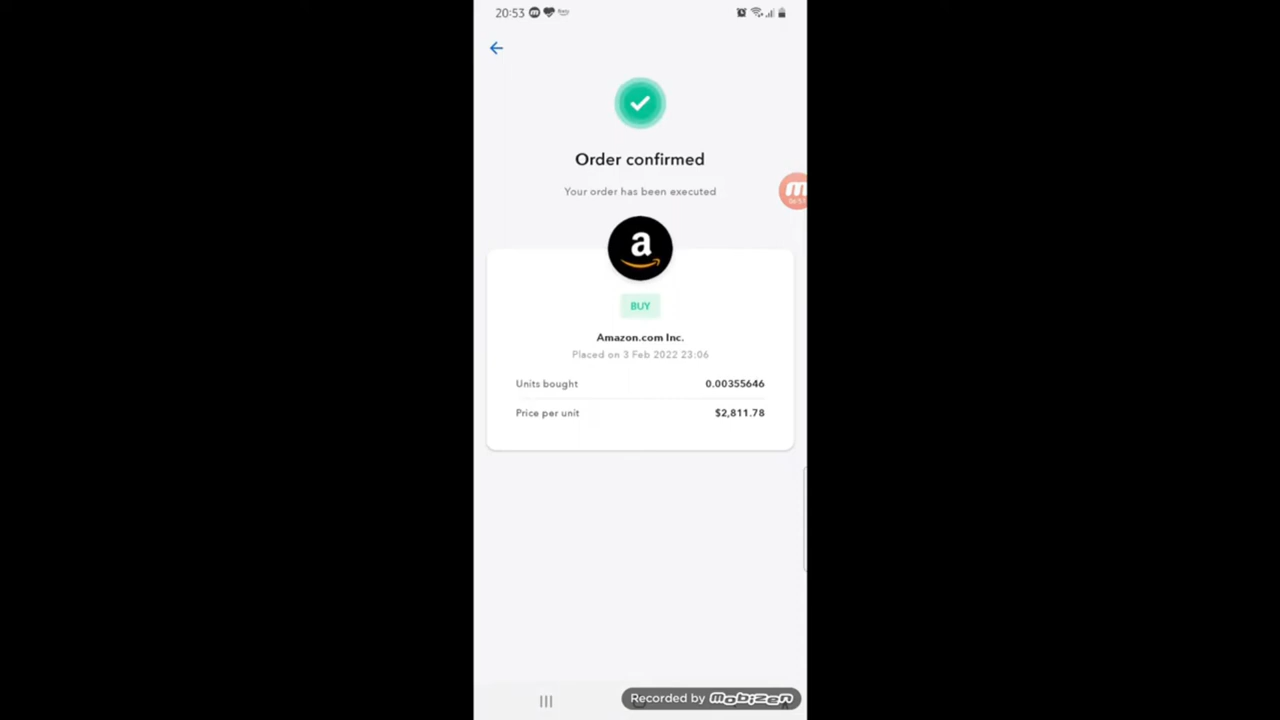 20:53
Order confirmed
Your order has been executed
a
BUY
Amazon.com Inc.
Placed on 3 Feb 2022 23:06
Units bought 0.00355646
Price per unit $2,811.78
Recorded by mobizen